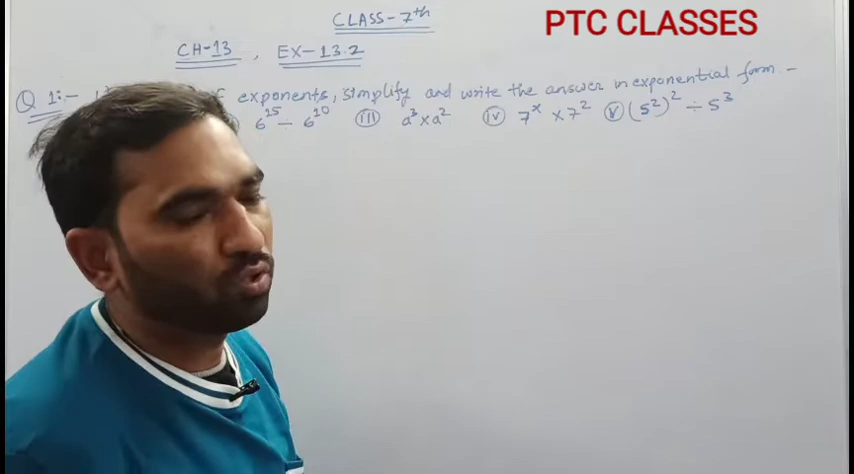 CLASS-7th
PTC CLASSES
CH-13, EX-13.2
Q 1:- of exponents, simplify and write the answer in exponential form.-
6^15 ÷ 6^10 (iii) a^3 × a^2 (iv) 7^x × 7^2 (v) (5^2)^2 ÷ 5^3